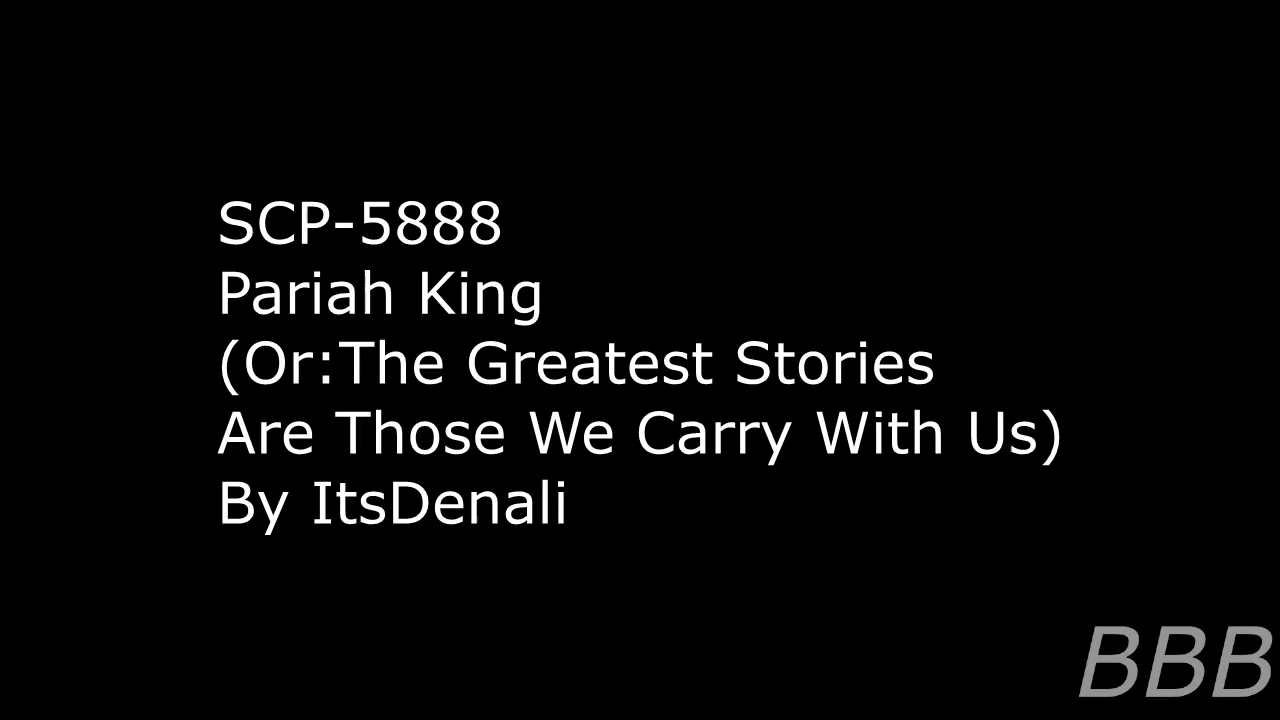 SCP-5888
Pariah King
(Or:The Greatest Stories
Are Those We Carry With Us)
By ItsDenali
BBB